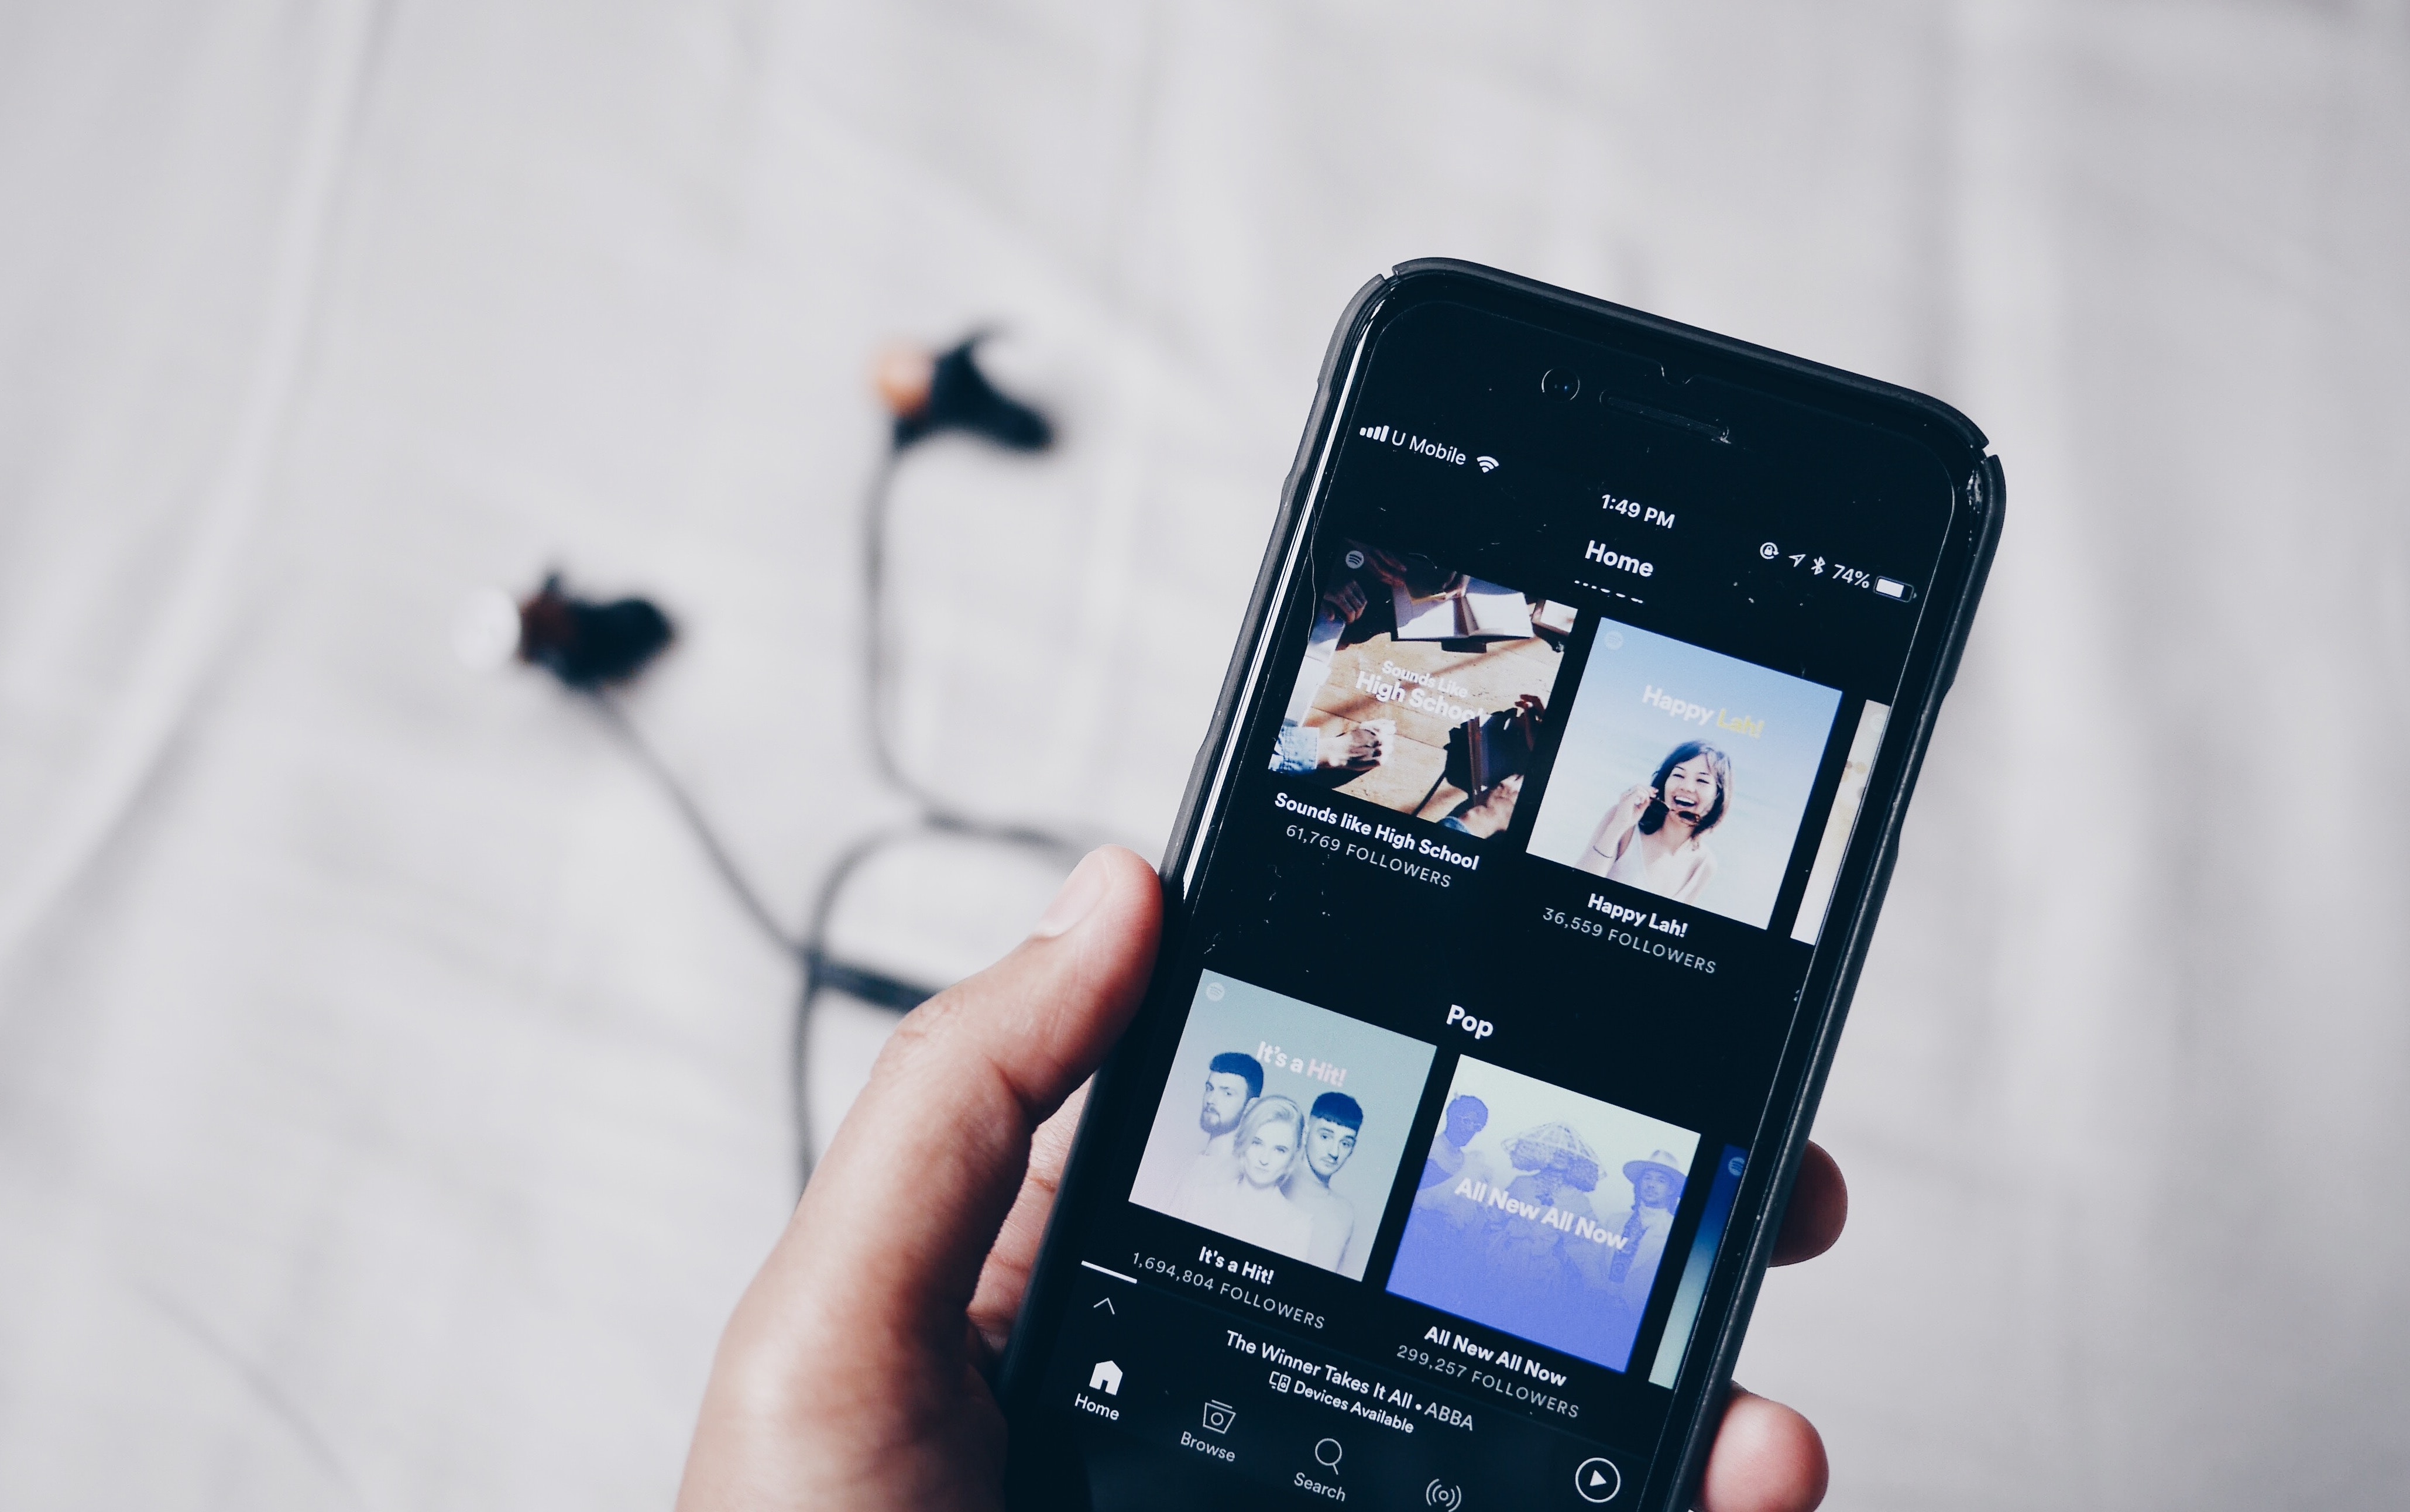 U Mobile
1:49 PM
74%
Home
Sounds Like
High School
Happy Lah!
Sounds like High School
61,769 FOLLOWERS
Happy Lah!
36,559 FOLLOWERS
Pop
It's a Hit!
All New All Now
It's a Hit!
1,694,804 FOLLOWERS
All New All Now
299,257 FOLLOWERS
The Winner Takes It All • ABBA
Devices Available
Home
Browse
Search